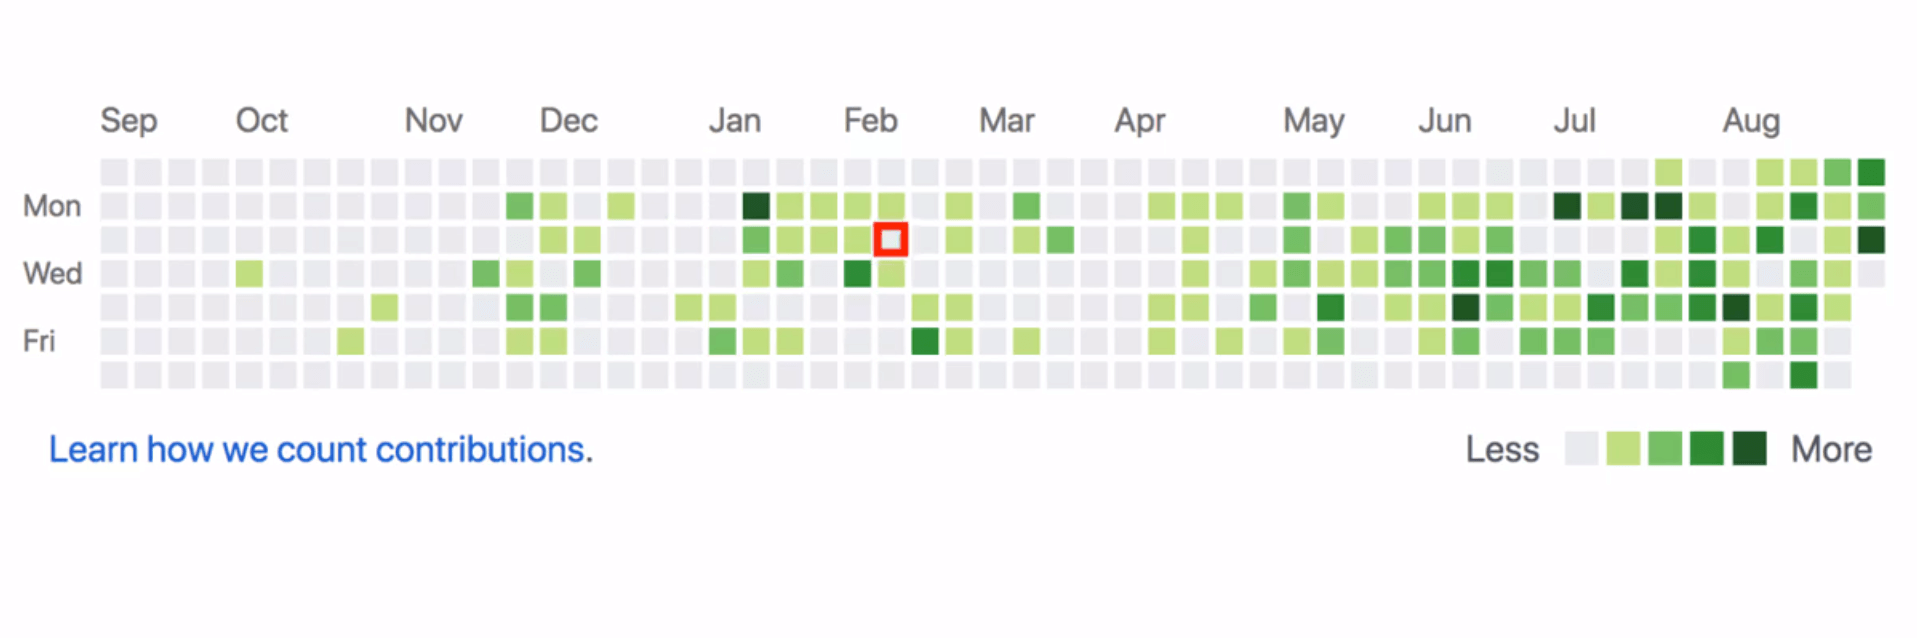 Sep Oct Nov Dec Jan Feb Mar Apr May Jun Jul Aug
Mon
Wed
Fri
Learn how we count contributions.
Less More